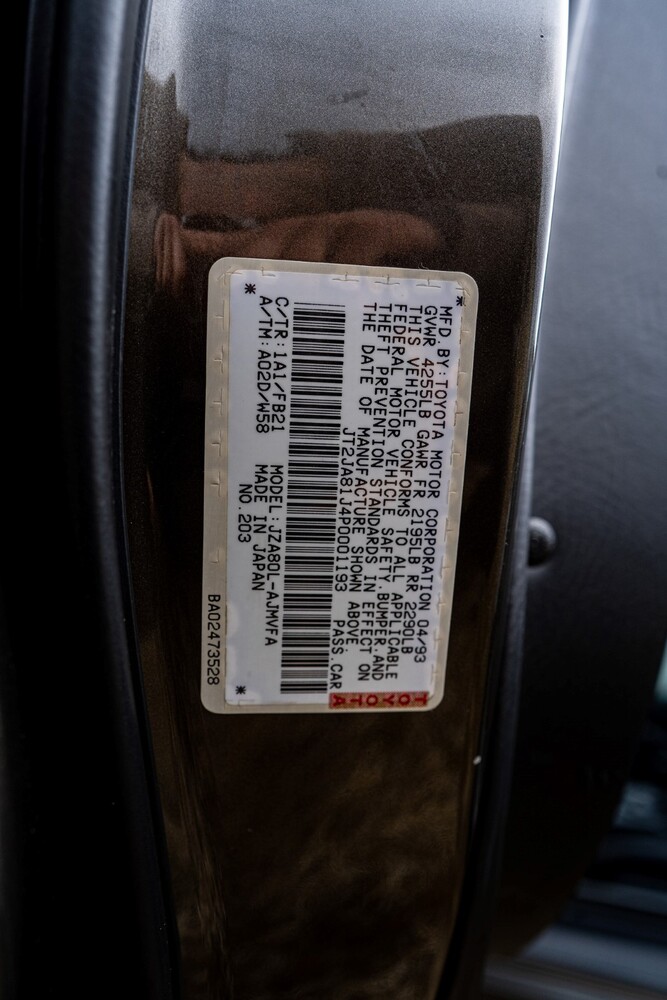 MFD.BY:TOYOTA MOTOR CORPORATION 04/93
GVWR 4255LB GAWR FR 2195LB RR 2290LB
THIS VEHICLE CONFORMS TO ALL APPLICABLE
FEDERAL MOTOR VEHICLE SAFETY,BUMPER,AND
THEFT PREVENTION STANDARDS IN EFFECT ON
THE DATE OF MANUFACTURE SHOWN ABOVE.
JT2JA81J4P0001193 PASS.CAR
TOYOTA
C/TR:1A1/FB21 MODEL:JZA80L-AJMVFA
A/TM:A02D/W58 MADE IN JAPAN
NO.203
BA02473528